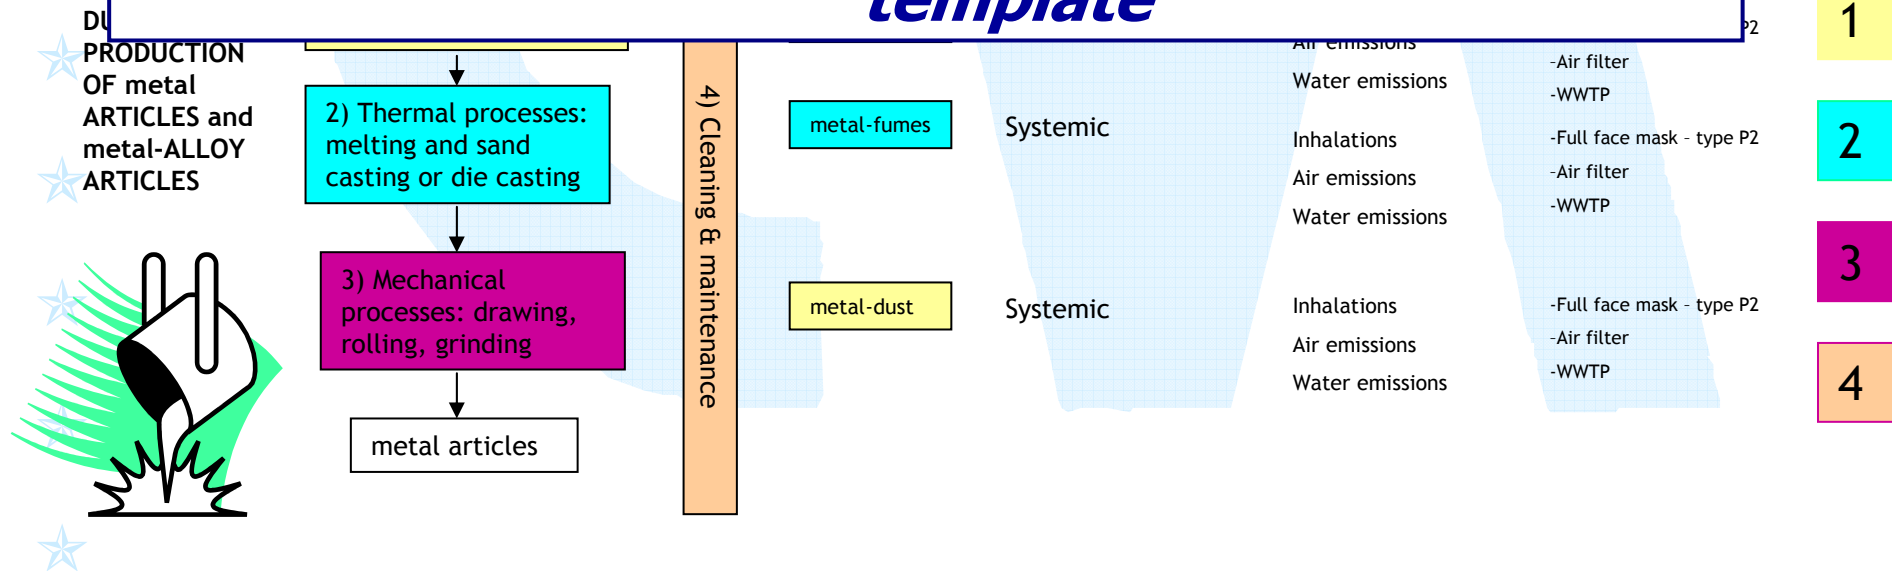 template
PRODUCTION
OF metal
ARTICLES and
metal-ALLOY
ARTICLES
2) Thermal processes:
melting and sand
casting or die casting
3) Mechanical
processes: drawing,
rolling, grinding
metal articles
4) Cleaning & maintenance
metal-fumes
Systemic
metal-dust
Systemic
Air emissions
Water emissions
Inhalations
Air emissions
Water emissions
Inhalations
Air emissions
Water emissions
P2
-Air filter
-WWTP
-Full face mask – type P2
-Air filter
-WWTP
-Full face mask – type P2
-Air filter
-WWTP
1
2
3
4